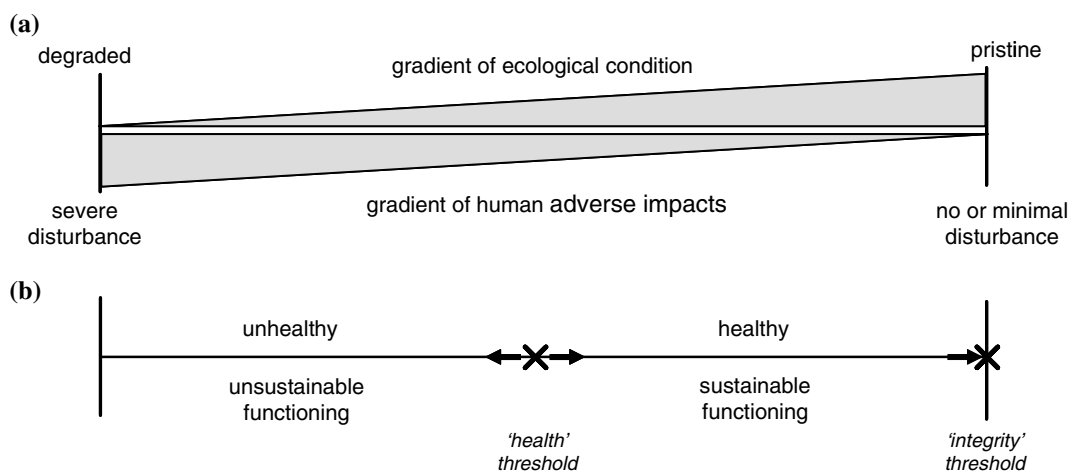 (a)
degraded
pristine
gradient of ecological condition
gradient of human adverse impacts
severe
disturbance
no or minimal
disturbance
(b)
unhealthy
healthy
unsustainable
functioning
sustainable
functioning
‘health’
threshold
‘integrity’
threshold